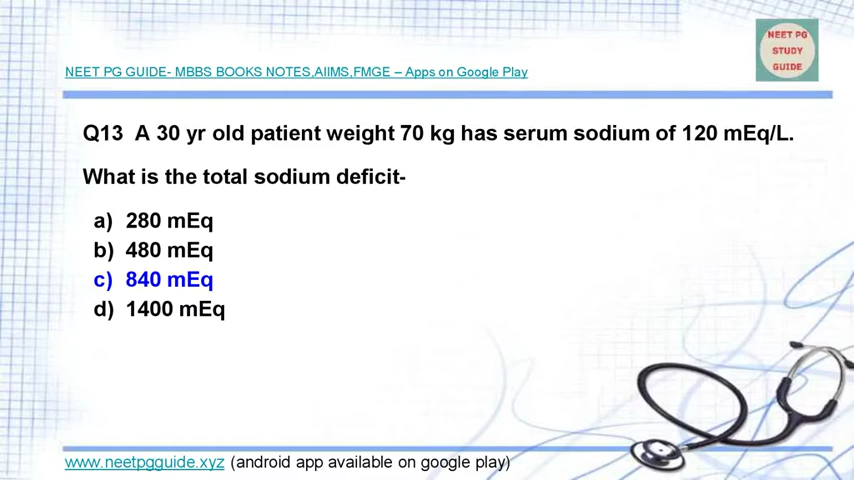 NEET PG
STUDY
GUIDE
NEET PG GUIDE- MBBS BOOKS NOTES,AIIMS,FMGE – Apps on Google Play
Q13  A 30 yr old patient weight 70 kg has serum sodium of 120 mEq/L.
What is the total sodium deficit-
a) 280 mEq
b) 480 mEq
c) 840 mEq
d) 1400 mEq
www.neetpgguide.xyz (android app available on google play)